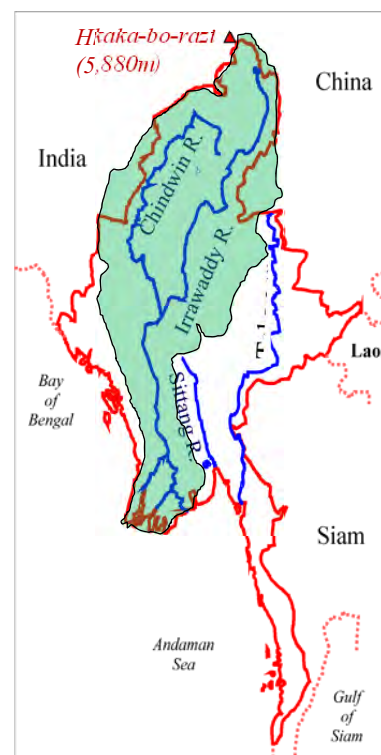 Hkaka-bo-razi
(5,880m)
China
India
Chindwin R.
Irrawaddy R.
Lao
Bay
of
Bengal
Sittang R.
Siam
Andaman
Sea
Gulf
of
Siam